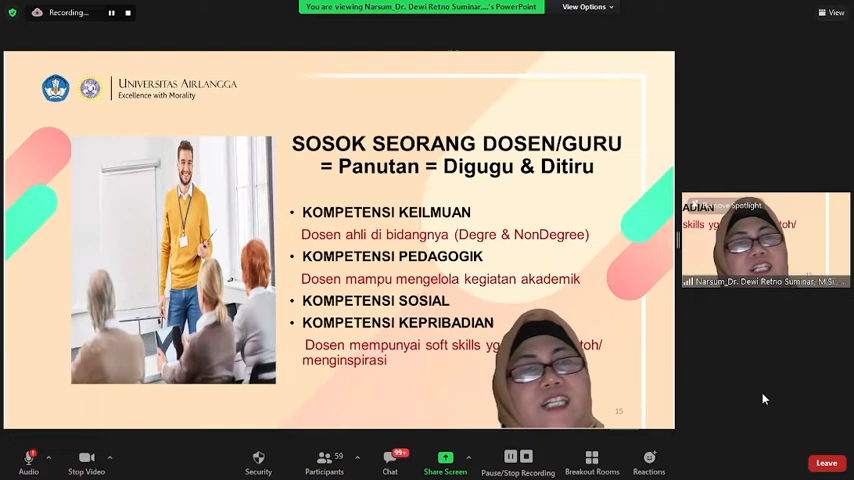 Recording...
You are viewing Narsum_Dr. Dewi Retno Suminar,...'s PowerPoint
View Options
View
UNIVERSITAS AIRLANGGA
Excellence with Morality
SOSOK SEORANG DOSEN/GURU
= Panutan = Digugu & Ditiru
• KOMPETENSI KEILMUAN
Dosen ahli di bidangnya (Degre & NonDegree)
• KOMPETENSI PEDAGOGIK
Dosen mampu mengelola kegiatan akademik
• KOMPETENSI SOSIAL
• KOMPETENSI KEPRIBADIAN
Dosen mempunyai soft skills toh/
menginspirasi
15
Spotlight
skills
Narsum_Dr. Dewi Retno Suminar, M.Si,...
Audio
Stop Video
Security
59
Participants
99+
Chat
Share Screen
Pause/Stop Recording
Breakout Rooms
Reactions
Leave